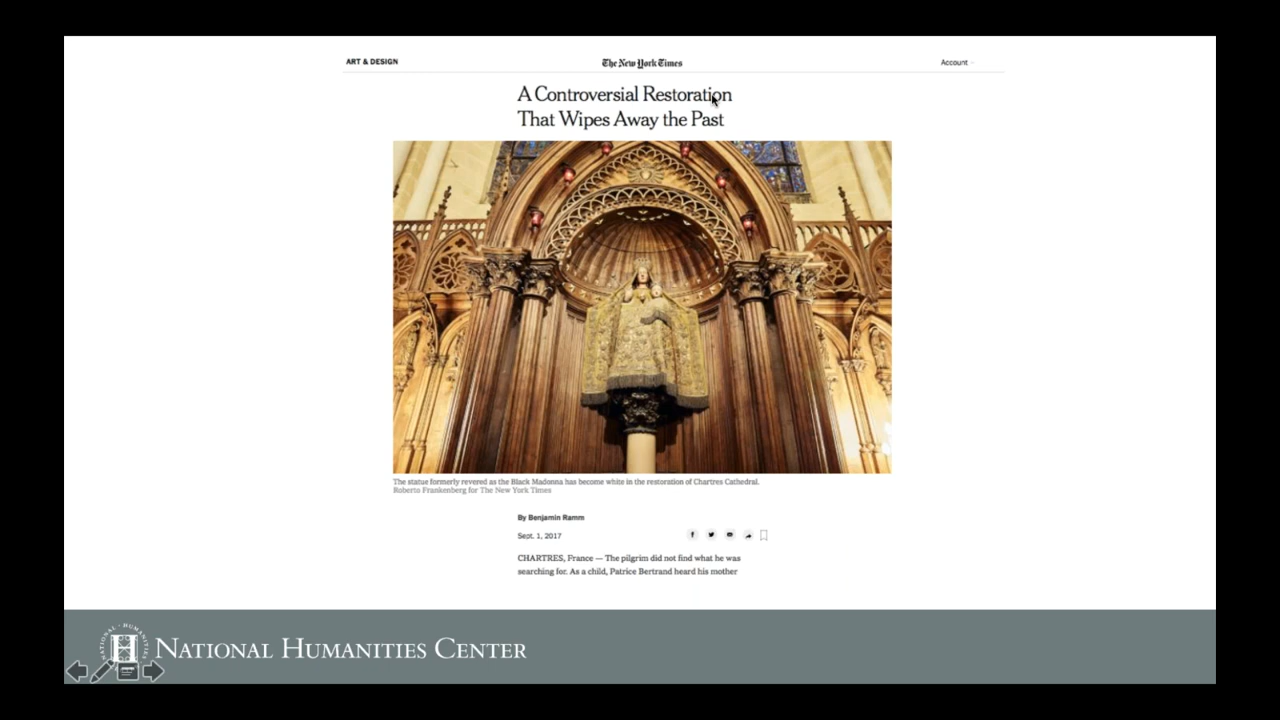 ART & DESIGN
The New York Times
Account
A Controversial Restoration
That Wipes Away the Past
The statue formerly revered as the Black Madonna has become white in the restoration of Chartres Cathedral.
Roberto Frankenberg for The New York Times
By Benjamin Ramm
Sept. 1, 2017
CHARTRES, France — The pilgrim did not find what he was
searching for. As a child, Patrice Bertrand heard his mother
NATIONAL HUMANITIES CENTER